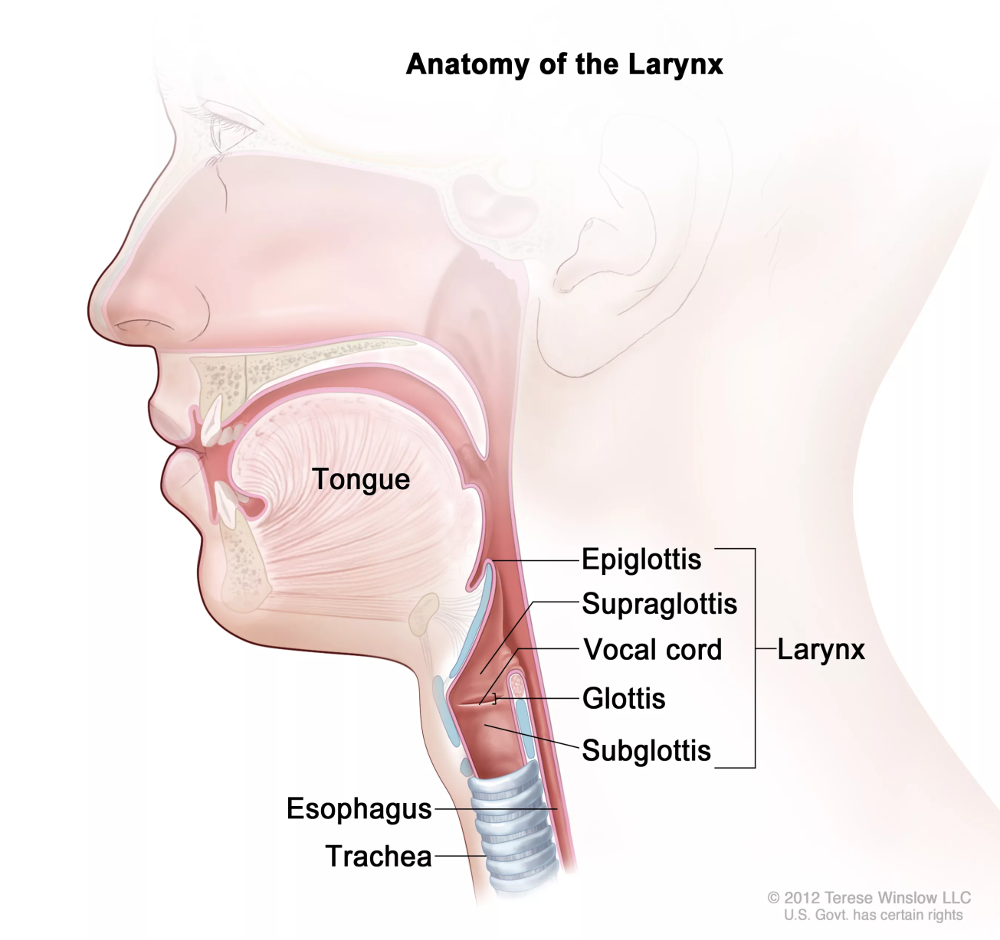 Anatomy of the Larynx
Tongue
Epiglottis
Supraglottis
Vocal cord
Larynx
Glottis
Subglottis
Esophagus
Trachea
© 2012 Terese Winslow LLC
U.S. Govt. has certain rights